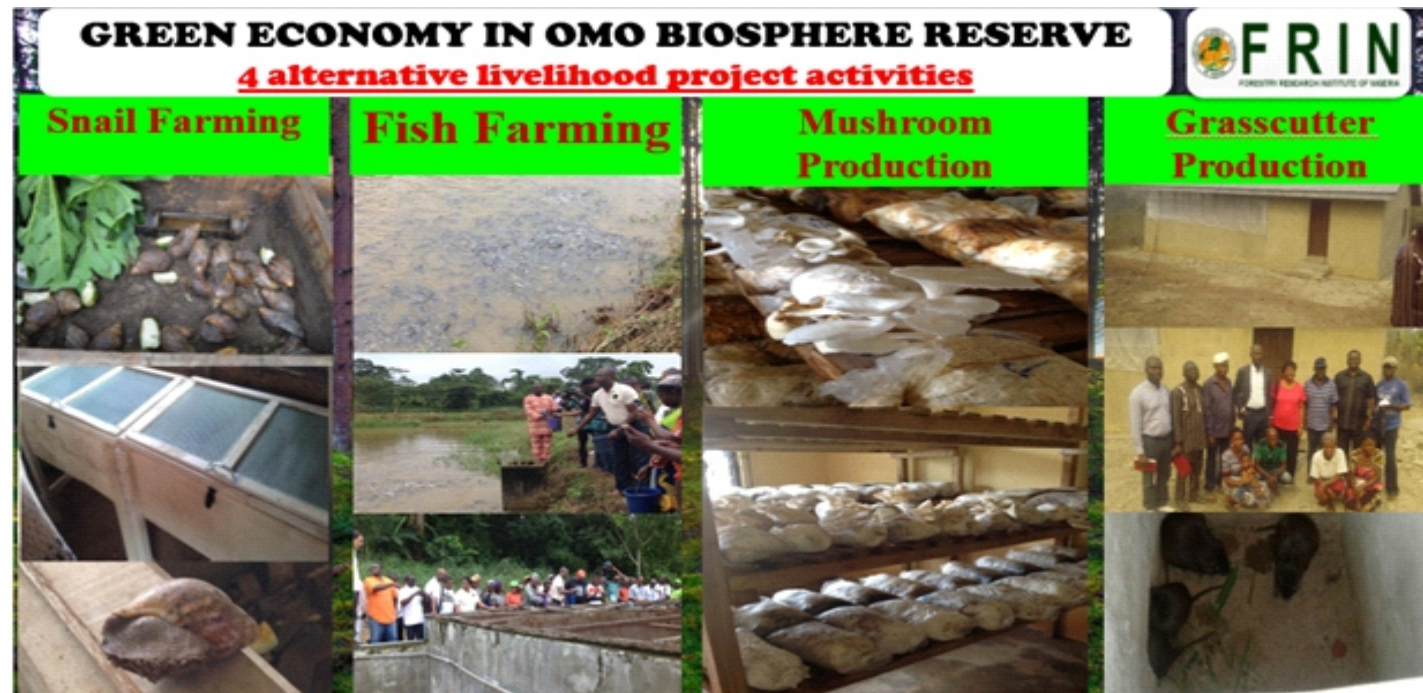 GREEN ECONOMY IN OMO BIOSPHERE RESERVE
4 alternative livelihood project activities
FRIN
FORESTRY RESEARCH INSTITUTE OF NIGERIA
Snail Farming
Fish Farming
Mushroom
Production
Grasscutter
Production